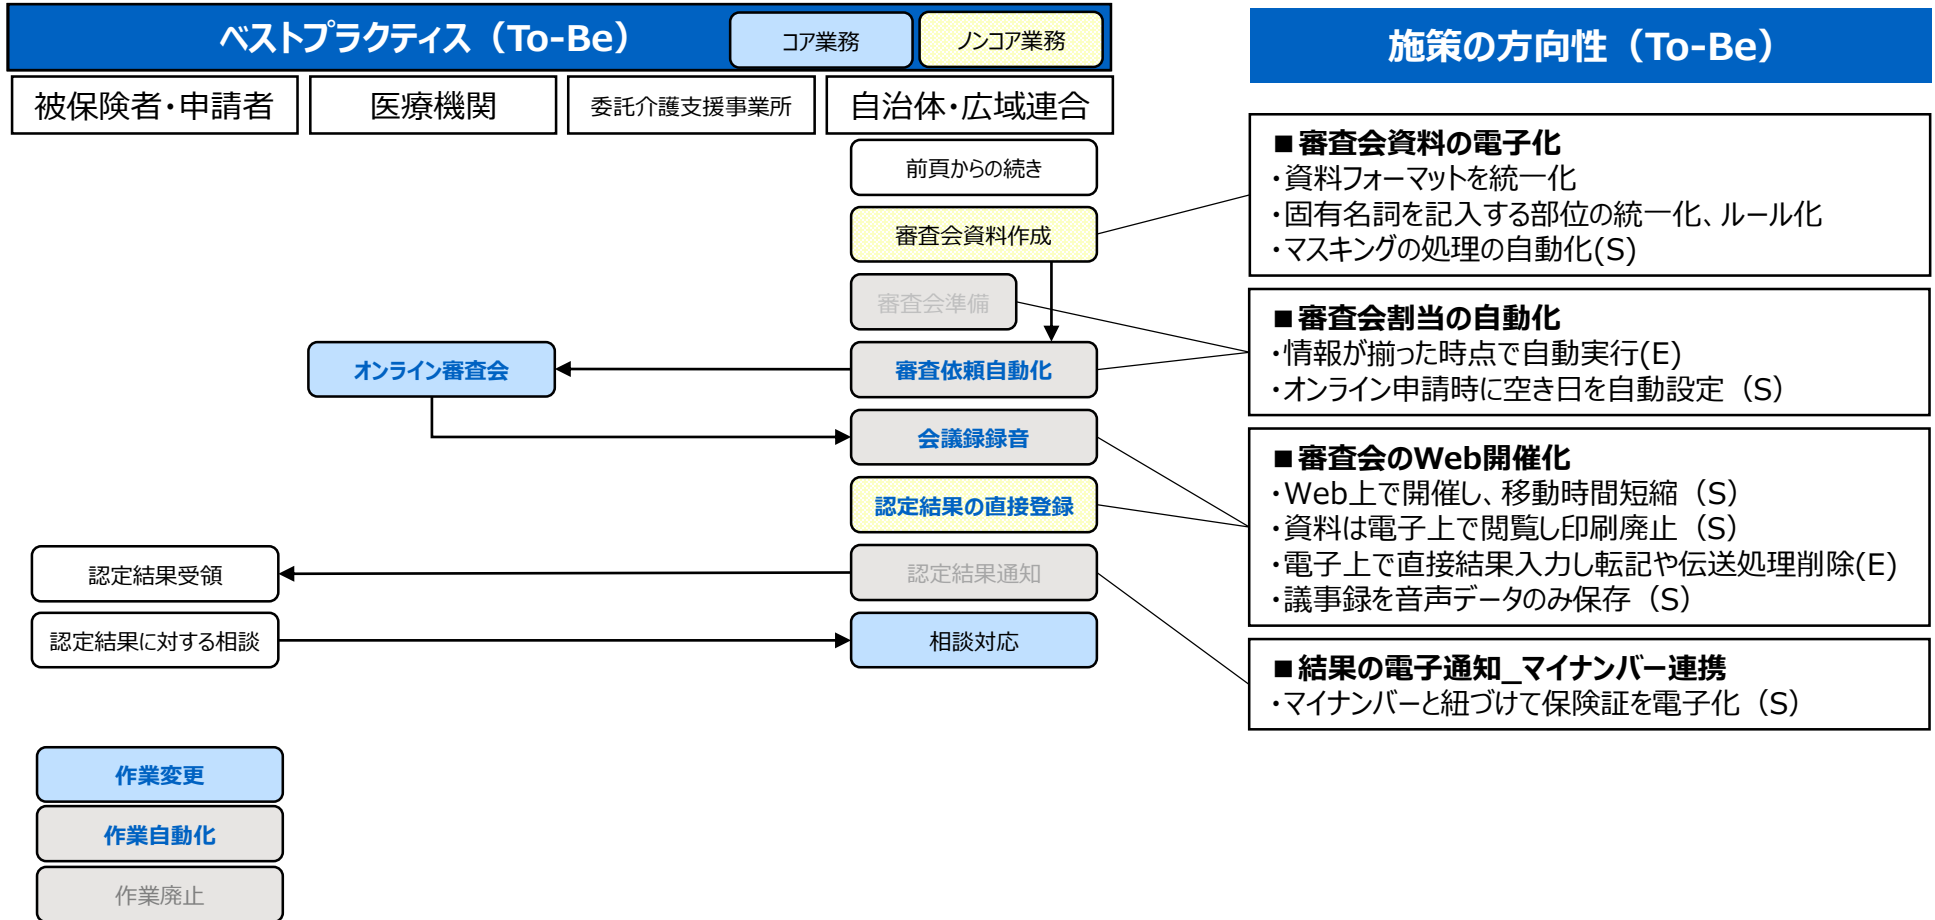 ベストプラクティス（To-Be）
コア業務
ノンコア業務
被保険者・申請者
医療機関
委託介護支援事業所
自治体・広域連合
前頁からの続き
審査会資料作成
審査会準備
オンライン審査会
審査依頼自動化
会議録録音
認定結果の直接登録
認定結果受領
認定結果通知
認定結果に対する相談
相談対応
作業変更
作業自動化
作業廃止
施策の方向性（To-Be）
■審査会資料の電子化
・資料フォーマットを統一化
・固有名詞を記入する部位の統一化、ルール化
・マスキングの処理の自動化(S)
■審査会割当の自動化
・情報が揃った時点で自動実行(E)
・オンライン申請時に空き日を自動設定（S）
■審査会のWeb開催化
・Web上で開催し、移動時間短縮（S）
・資料は電子上で閲覧し印刷廃止（S）
・電子上で直接結果入力し転記や伝送処理削除(E)
・議事録を音声データのみ保存（S）
■結果の電子通知_マイナンバー連携
・マイナンバーと紐づけて保険証を電子化（S）